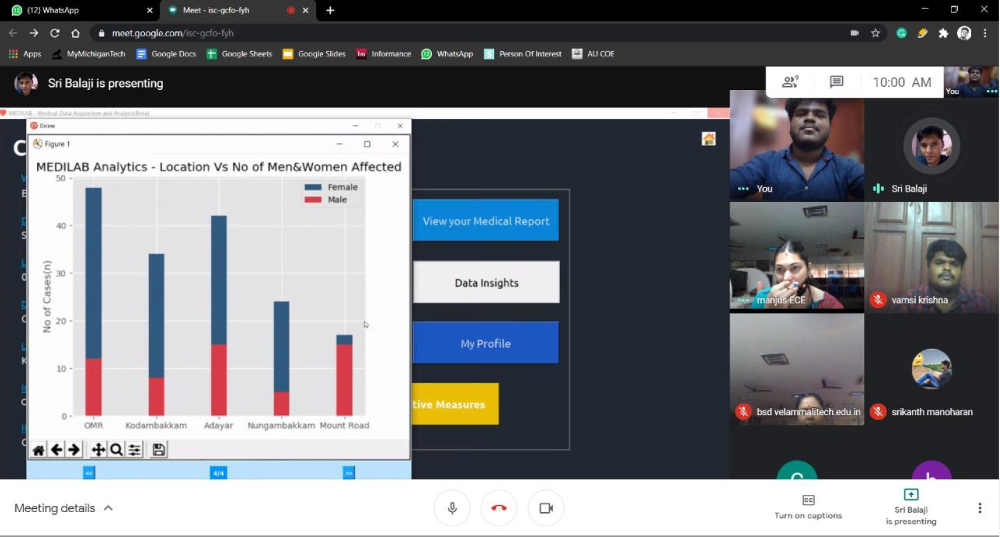 (12) WhatsApp
Meet - isc-gcfo-fyh
meet.google.com/isc-gcfo-fyh
Apps MyMichiganTech Google Docs Google Sheets Google Slides Im Informance WhatsApp Person Of Interest AU COE
Sri Balaji is presenting
9
10:00 AM
You
MEDILAB - Medical Data Acquisition and Analysis(Beta)
Gview
Figure 1
MEDILAB Analytics - Location Vs No of Men&Women Affected
Female
Male
No of Cases(n)
50
40
30
20
10
0
OMR Kodambakkam Adayar Nungambakkam Mount Road
<< 4/4 >>
View your Medical Report
Data Insights
My Profile
tive Measures
You
Sri Balaji
manjus ECE
vamsi krishna
bsd velammalitech.edu.in
srikanth manoharan
Meeting details
CC
Turn on captions
Sri Balaji
is presenting